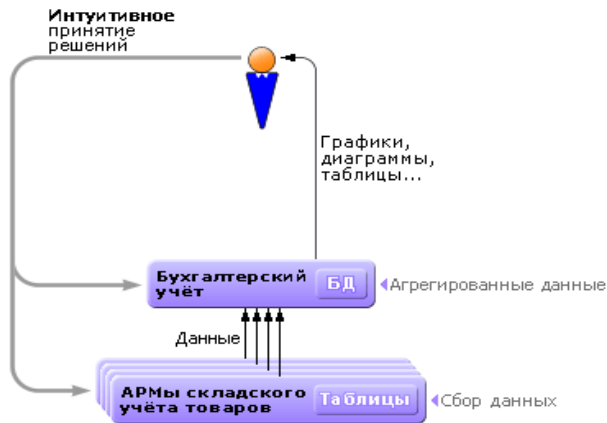 Интуитивное
принятие
решений
Графики,
диаграммы,
таблицы...
Бухгалтерский
учёт
БД
Агрегированные данные
Данные
АРМы складского
учёта товаров
Таблицы
Сбор данных